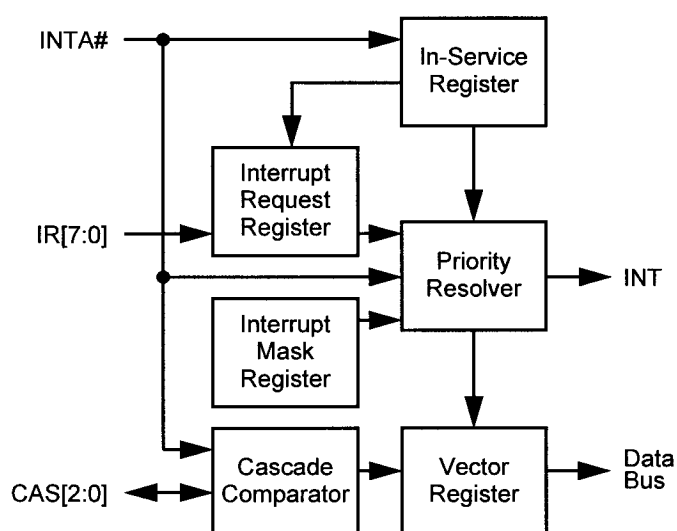 INTA#
In-Service
Register
Interrupt
Request
Register
IR[7:0]
Priority
Resolver
INT
Interrupt
Mask
Register
Cascade
Comparator
CAS[2:0]
Vector
Register
Data
Bus